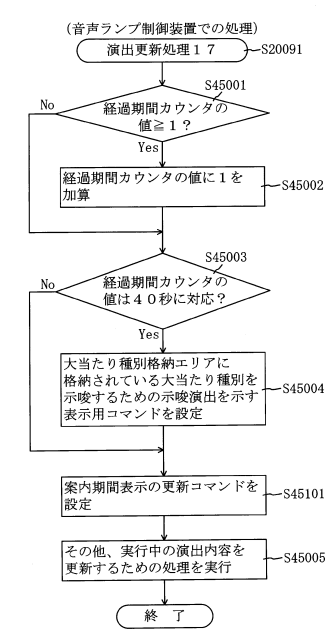 (音声ランプ制御装置での処理)
演出更新処理17
S20091
S45001
経過期間カウンタの
値≧1?
No
Yes
経過期間カウンタの値に1を
加算
S45002
S45003
経過期間カウンタの
値は40秒に対応?
No
Yes
大当たり種別格納エリアに
格納されている大当たり種別を
示唆するための示唆演出を示す
表示用コマンドを設定
S45004
案内期間表示の更新コマンドを
設定
S45101
その他、実行中の演出内容を
更新するための処理を実行
S45005
終 了